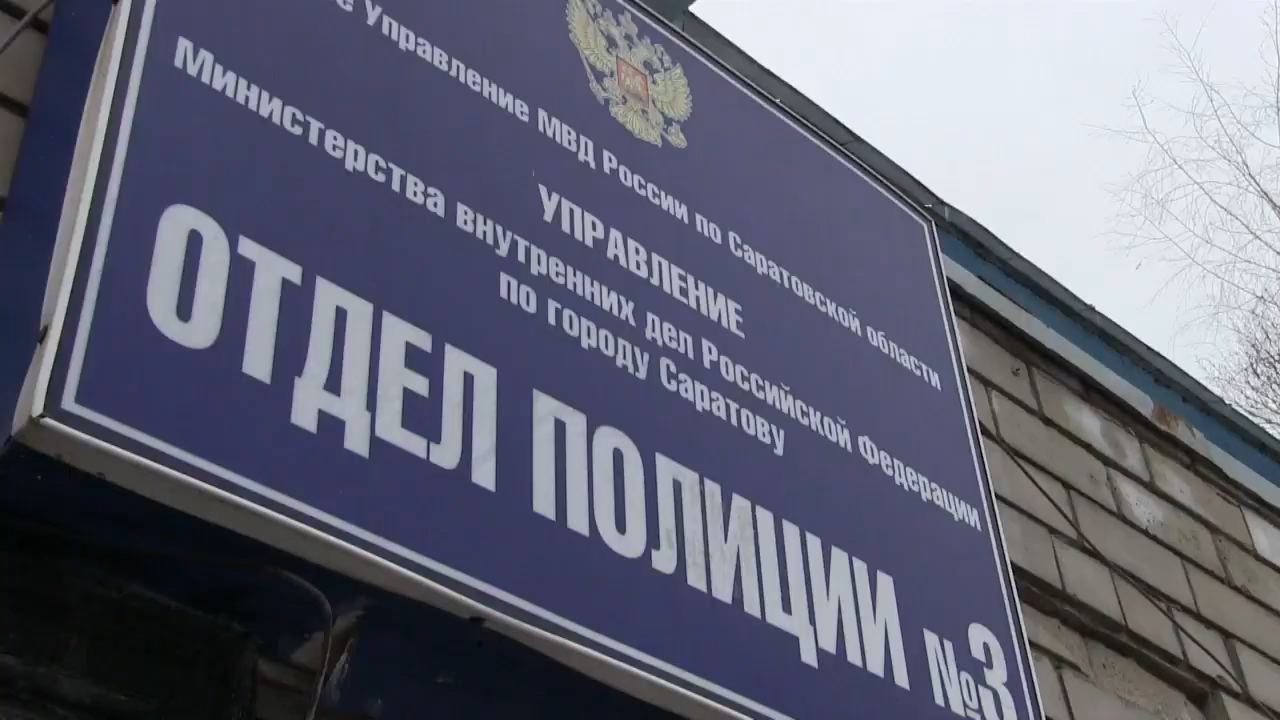 Управление МВД России по Саратовской области
УПРАВЛЕНИЕ
Министерства внутренних дел Российской Федерации
по городу Саратову
ОТДЕЛ ПОЛИЦИИ №3